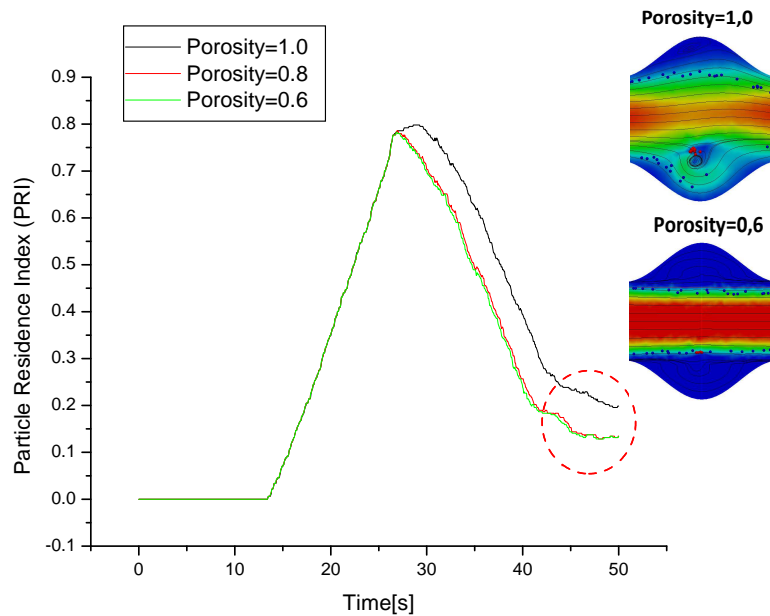 Porosity=1,0
Porosity=1.0
Porosity=0.8
Porosity=0.6
0.9
0.8
0.7
0.6
0.5
0.4
0.3
0.2
0.1
0.0
-0.1
Particle Residence Index (PRI)
Porosity=0,6
0
10
20
30
40
50
Time[s]